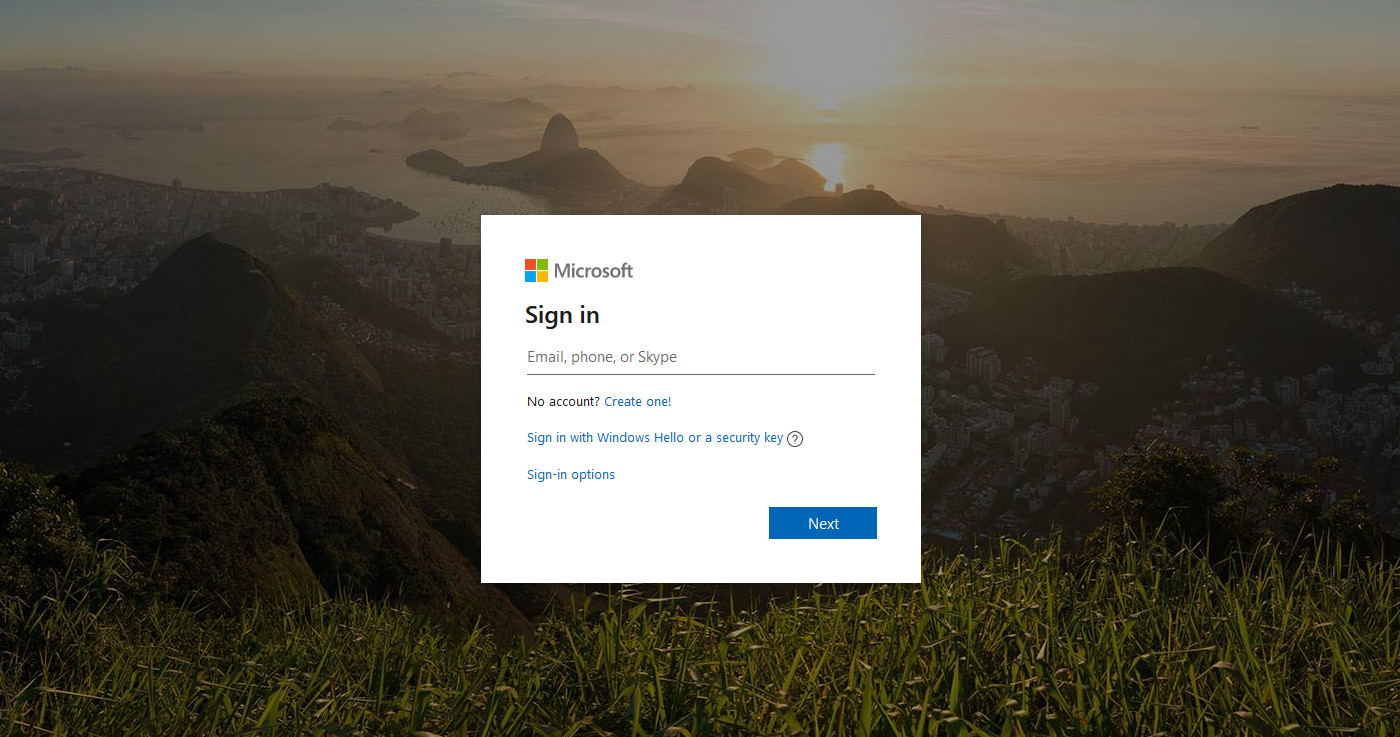 Microsoft
Sign in
Email, phone, or Skype
No account? Create one!
Sign in with Windows Hello or a security key ?
Sign-in options
Next